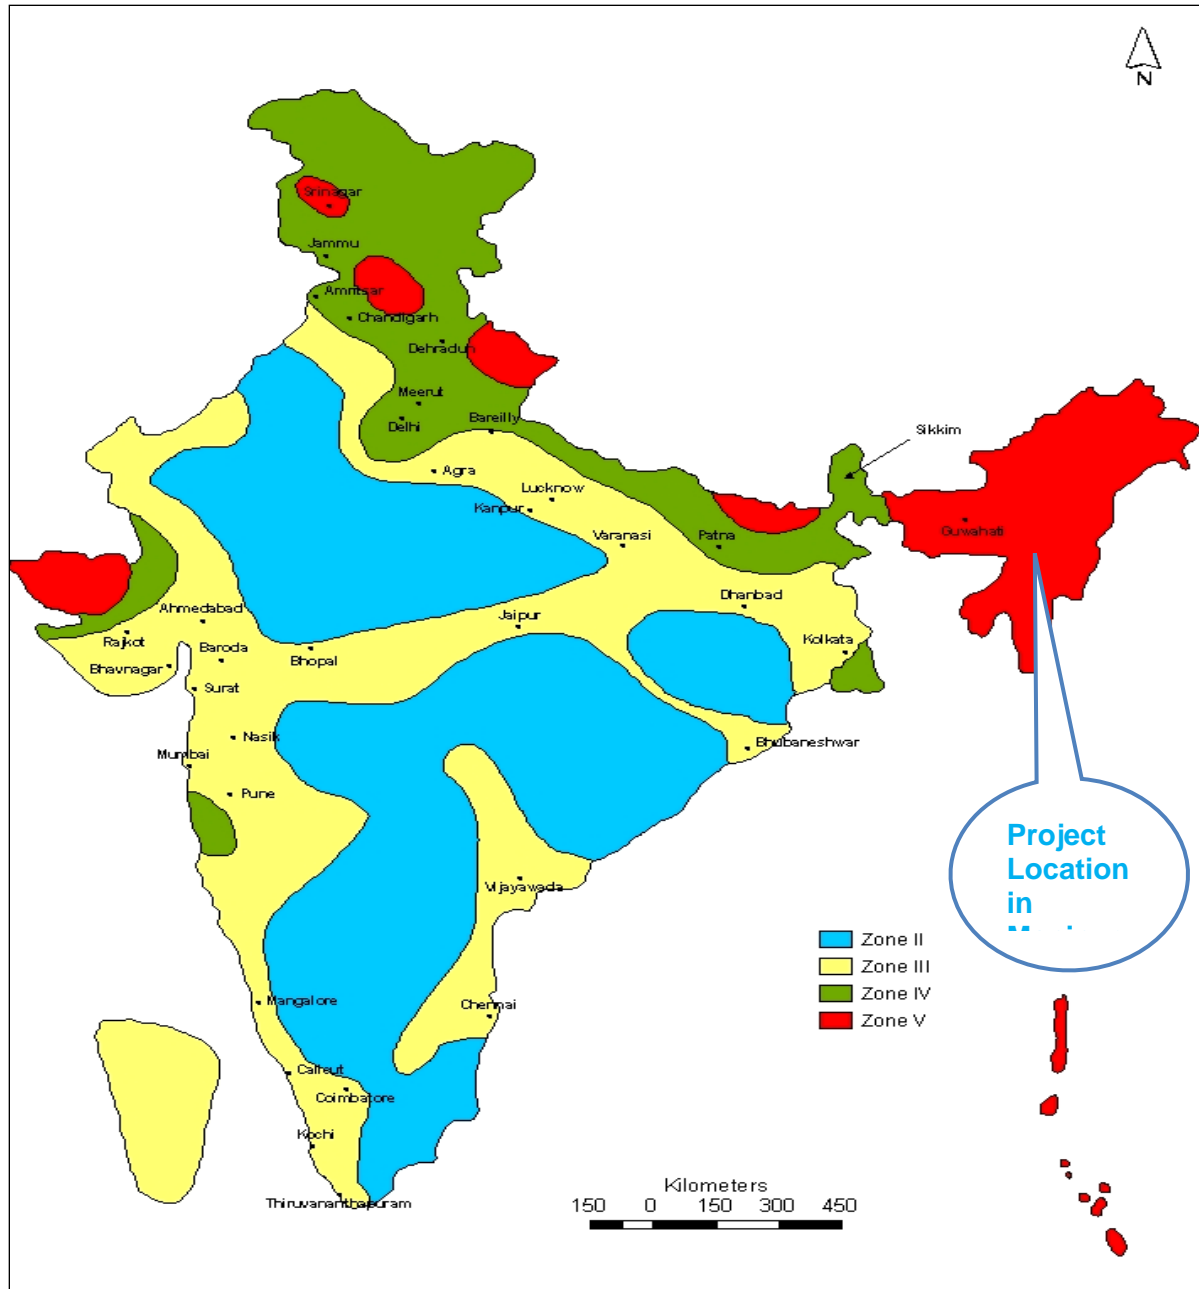 N
Srinagar
Jammu
Amritsar
Chandigarh
Dehradun
Meerut
Delhi
Bareilly
Sikkim
Agra
Lucknow
Kanpur
Guwahati
Varanasi
Patna
Dhanbad
Ahmedabad
Jaipur
Rajkot
Kolkata
Baroda
Bhopal
Bhavnagar
Surat
Nasik
Bhubaneshwar
Mumbai
Pune
Project
Location
in
Vijayawada
Zone II
Zone III
Zone IV
Zone V
Mangalore
Chennai
Calicut
Coimbatore
Kochi
Thiruvananthapuram
Kilometers
150 0 150 300 450